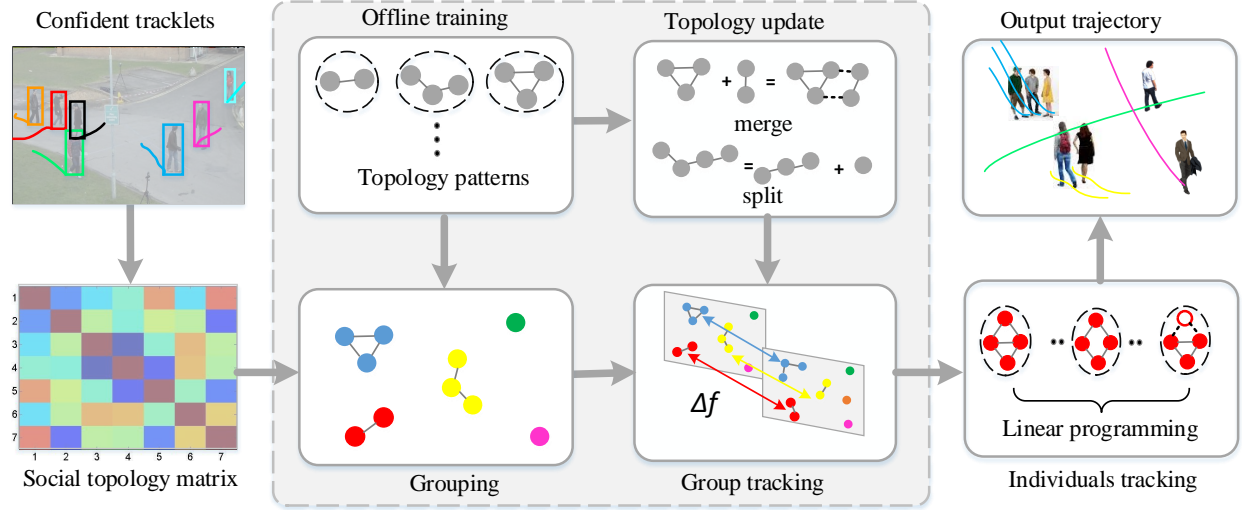 Confident tracklets
Offline training
Topology update
Output trajectory
+ =
merge
Topology patterns
= +
split
1
2
3
4
5
6
7
1 2 3 4 5 6 7
Social topology matrix
Grouping
Δf
Group tracking
Linear programming
Individuals tracking